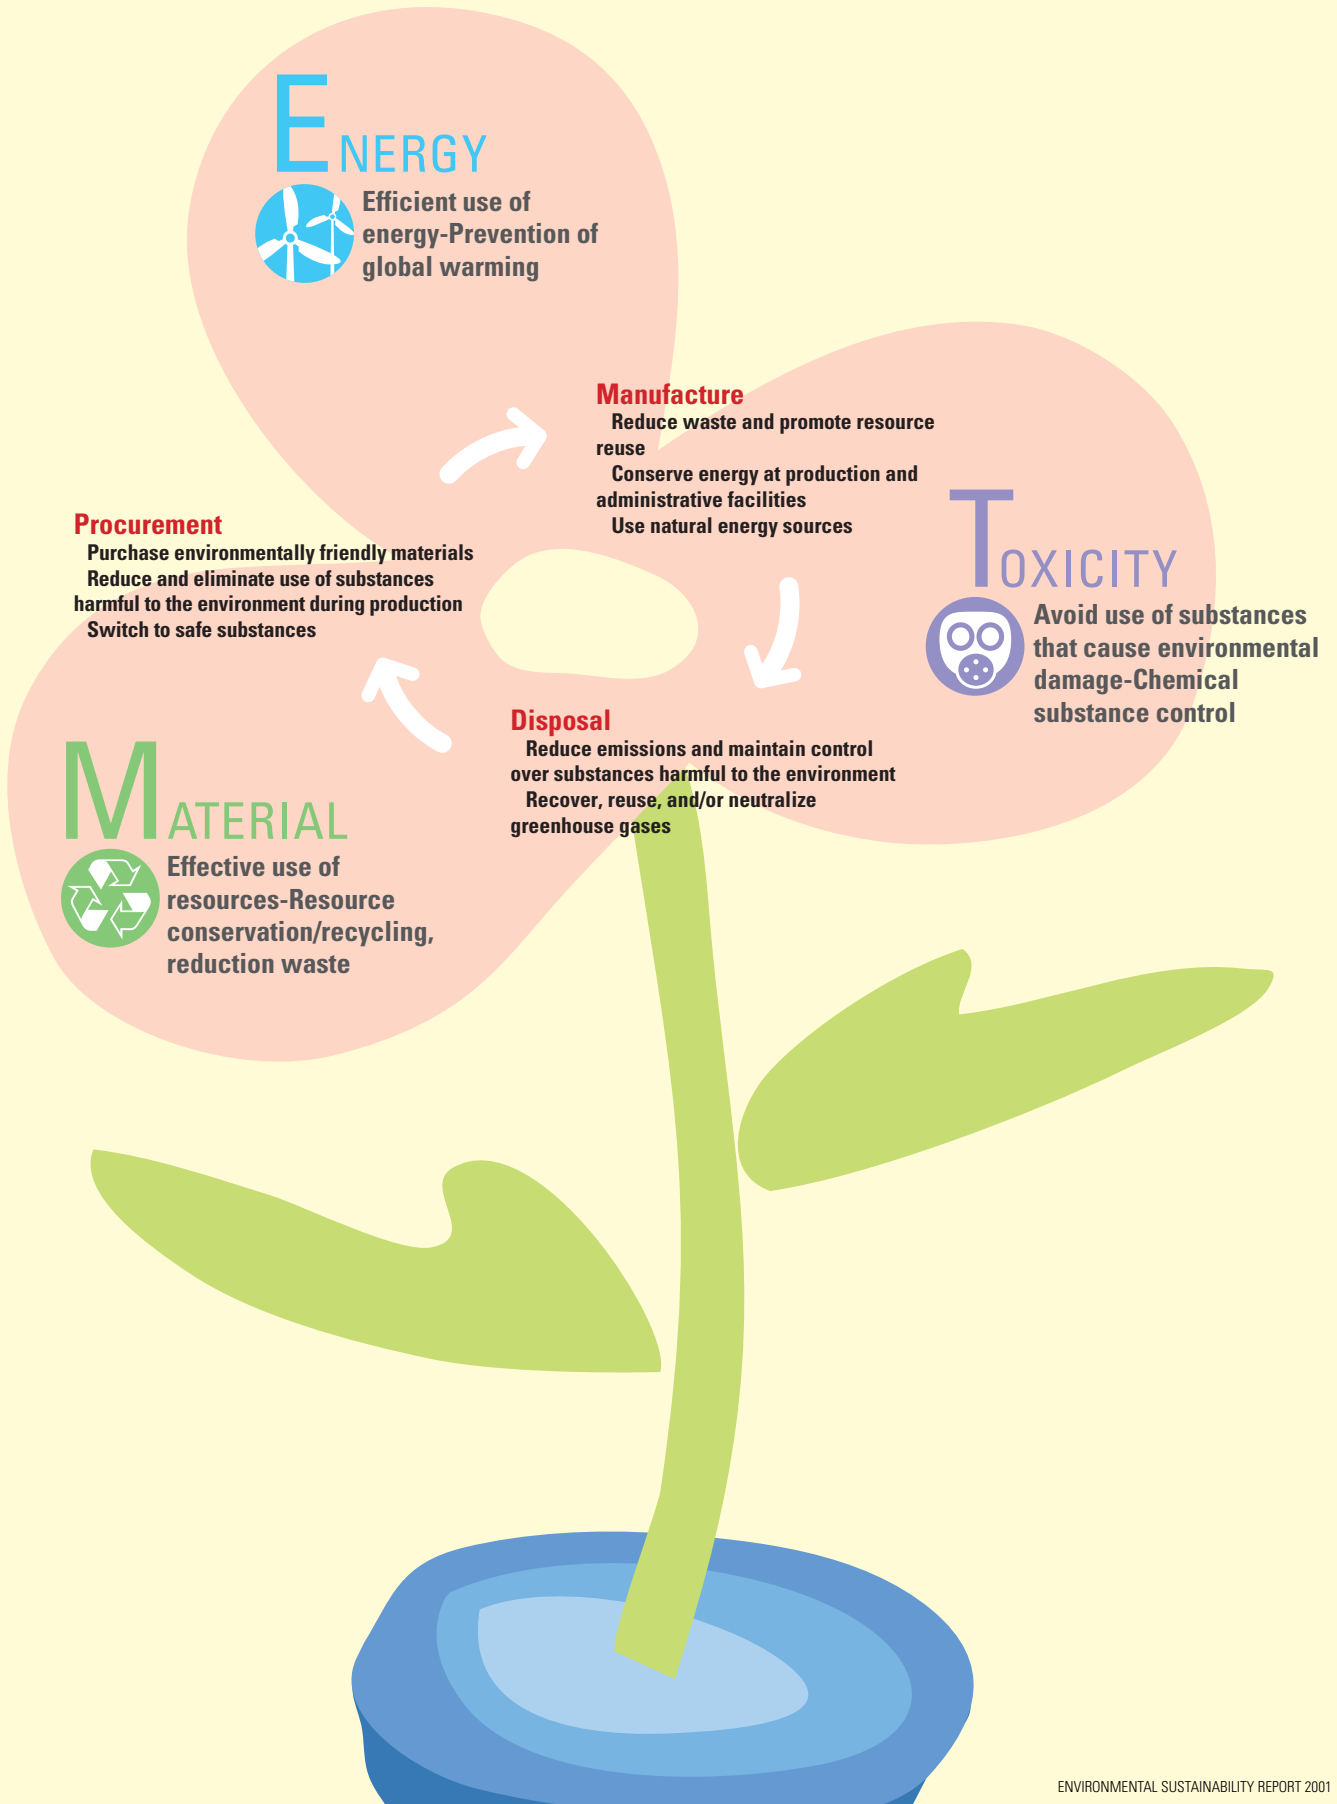 ENERGY
Efficient use of
energy-Prevention of
global warming
Manufacture
Reduce waste and promote resource
reuse
Conserve energy at production and
administrative facilities
Use natural energy sources
TOXICITY
Avoid use of substances
that cause environmental
damage-Chemical
substance control
Procurement
Purchase environmentally friendly materials
Reduce and eliminate use of substances
harmful to the environment during production
Switch to safe substances
Disposal
Reduce emissions and maintain control
over substances harmful to the environment
Recover, reuse, and/or neutralize
greenhouse gases
MATERIAL
Effective use of
resources-Resource
conservation/recycling,
reduction waste
ENVIRONMENTAL SUSTAINABILITY REPORT 2001